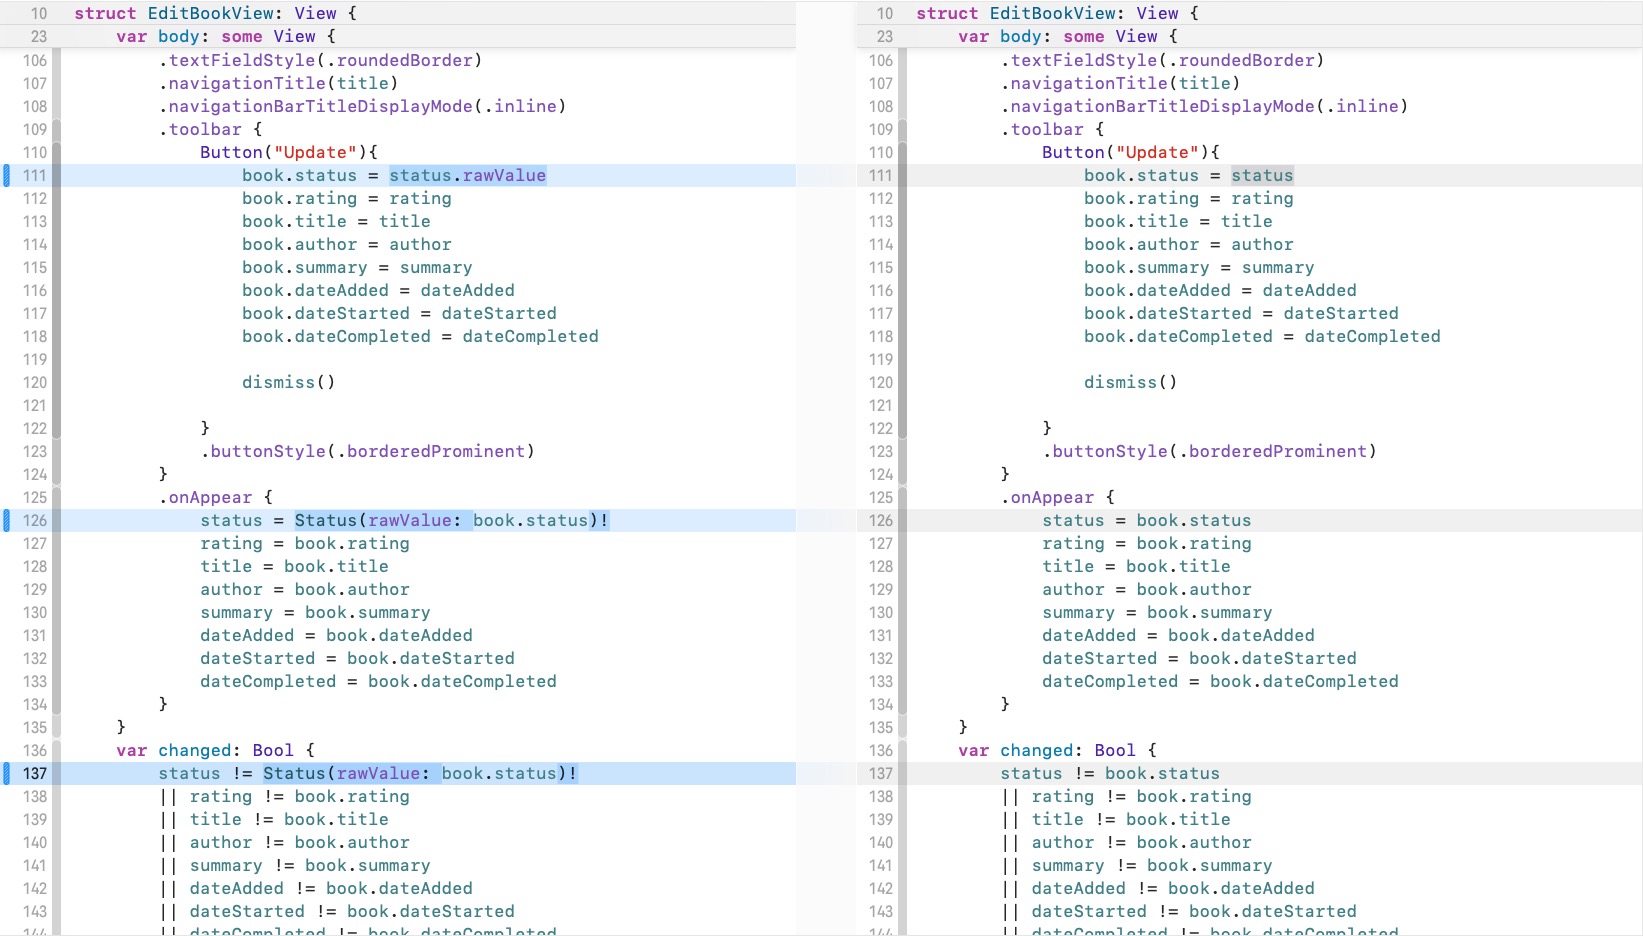 10 struct EditBookView: View {
23 var body: some View {
106 .textFieldStyle(.roundedBorder)
107 .navigationTitle(title)
108 .navigationBarTitleDisplayMode(.inline)
109 .toolbar {
110 Button("Update"){
111 book.status = status.rawValue
112 book.rating = rating
113 book.title = title
114 book.author = author
115 book.summary = summary
116 book.dateAdded = dateAdded
117 book.dateStarted = dateStarted
118 book.dateCompleted = dateCompleted
119
120 dismiss()
121
122 }
123 .buttonStyle(.borderedProminent)
124 }
125 .onAppear {
126 status = Status(rawValue: book.status)!
127 rating = book.rating
128 title = book.title
129 author = book.author
130 summary = book.summary
131 dateAdded = book.dateAdded
132 dateStarted = book.dateStarted
133 dateCompleted = book.dateCompleted
134 }
135 }
136 var changed: Bool {
137 status != Status(rawValue: book.status)!
138 || rating != book.rating
139 || title != book.title
140 || author != book.author
141 || summary != book.summary
142 || dateAdded != book.dateAdded
143 || dateStarted != book.dateStarted
144 || dateCompleted != book.dateCompleted
10 struct EditBookView: View {
23 var body: some View {
106 .textFieldStyle(.roundedBorder)
107 .navigationTitle(title)
108 .navigationBarTitleDisplayMode(.inline)
109 .toolbar {
110 Button("Update"){
111 book.status = status
112 book.rating = rating
113 book.title = title
114 book.author = author
115 book.summary = summary
116 book.dateAdded = dateAdded
117 book.dateStarted = dateStarted
118 book.dateCompleted = dateCompleted
119
120 dismiss()
121
122 }
123 .buttonStyle(.borderedProminent)
124 }
125 .onAppear {
126 status = book.status
127 rating = book.rating
128 title = book.title
129 author = book.author
130 summary = book.summary
131 dateAdded = book.dateAdded
132 dateStarted = book.dateStarted
133 dateCompleted = book.dateCompleted
134 }
135 }
136 var changed: Bool {
137 status != book.status
138 || rating != book.rating
139 || title != book.title
140 || author != book.author
141 || summary != book.summary
142 || dateAdded != book.dateAdded
143 || dateStarted != book.dateStarted
144 || dateCompleted != book.dateCompleted